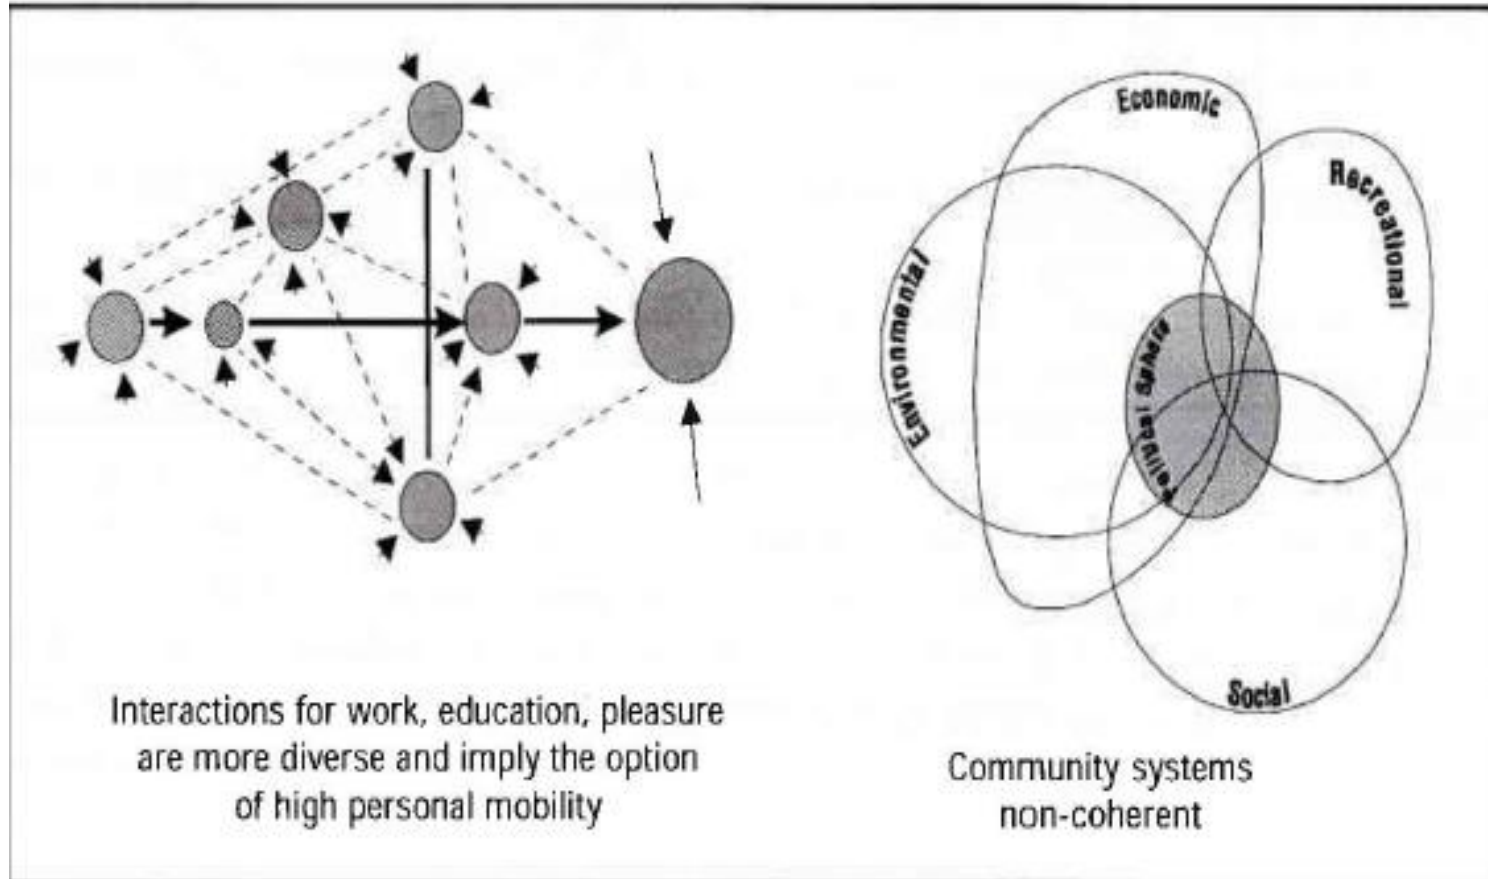 Economic
Recreational
Environmental
Political Sphere
Social
Interactions for work, education, pleasure
are more diverse and imply the option
of high personal mobility
Community systems
non-coherent